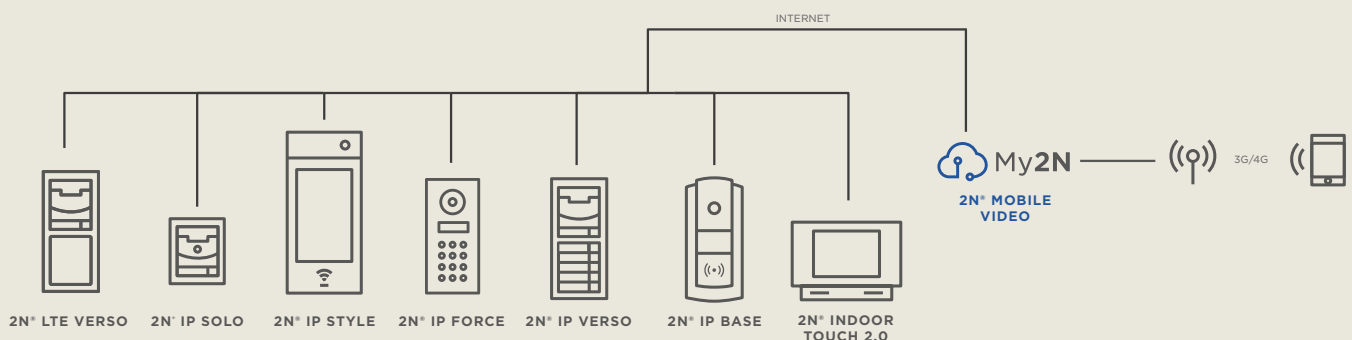 INTERNET
My2N
3G/4G
2N® MOBILE
VIDEO
2N® LTE VERSO
2N® IP SOLO
2N® IP STYLE
2N® IP FORCE
2N® IP VERSO
2N® IP BASE
2N® INDOOR
TOUCH 2.0